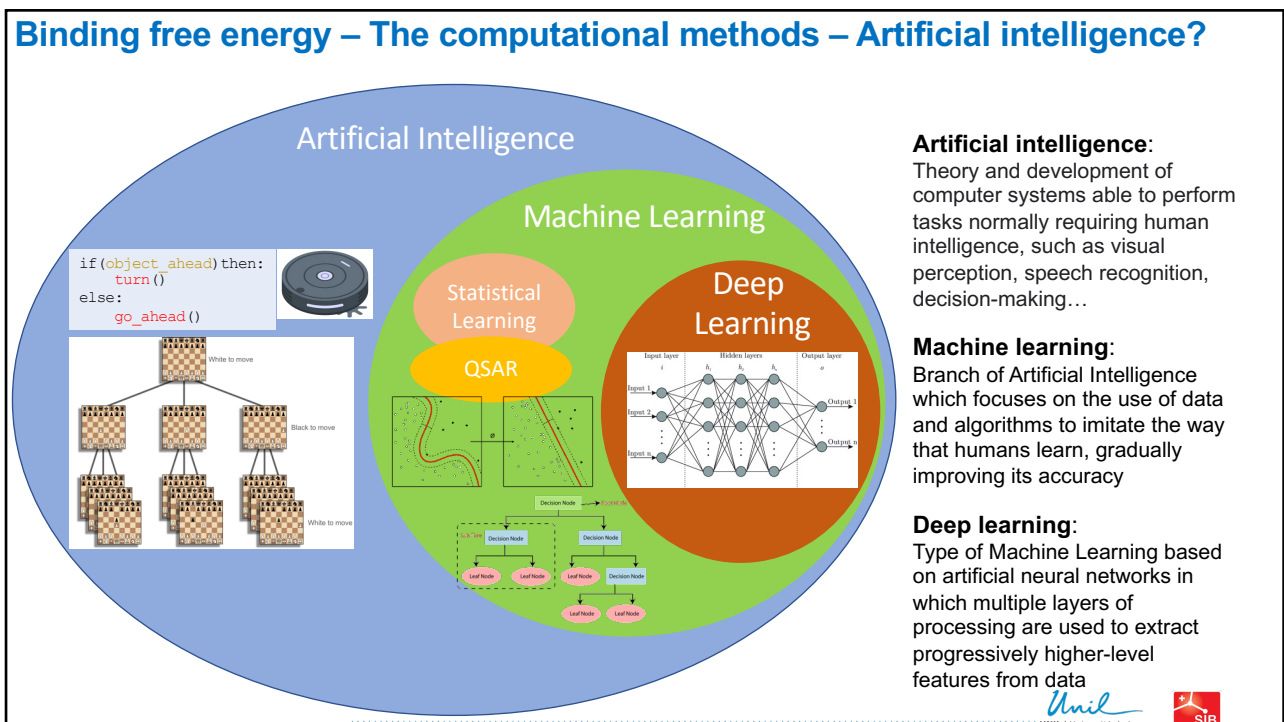 Binding free energy – The computational methods – Artificial intelligence?
Artificial Intelligence
Machine Learning
Deep
Learning
Statistical
Learning
QSAR
if(object_ahead)then:
turn()
else:
go_ahead()
White to move
Black to move
White to move
Input layer
Hidden layers
Output layer
i
h₁
h₂
o
Input 1
Input 2
Input n
Output 1
Output n
ø
Decision Node
Decision Node
Decision Node
Leaf Node
Leaf Node
Leaf Node
Decision Node
Leaf Node
Leaf Node
Artificial intelligence:
Theory and development of
computer systems able to perform
tasks normally requiring human
intelligence, such as visual
perception, speech recognition,
decision-making…
Machine learning:
Branch of Artificial Intelligence
which focuses on the use of data
and algorithms to imitate the way
that humans learn, gradually
improving its accuracy
Deep learning:
Type of Machine Learning based
on artificial neural networks in
which multiple layers of
processing are used to extract
progressively higher-level
features from data
Unil
SIB